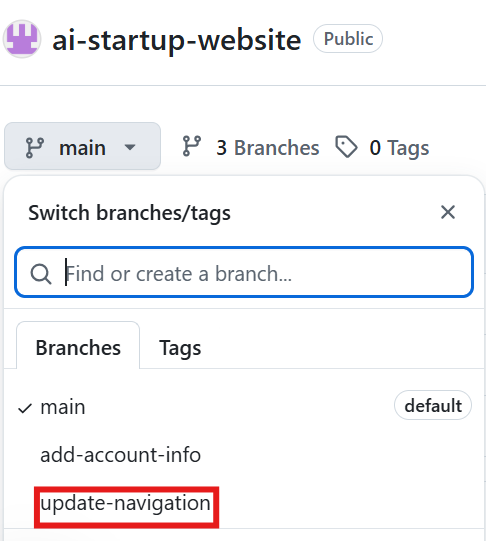 ai-startup-website Public
main 3 Branches 0 Tags
Switch branches/tags
Find or create a branch...
Branches Tags
main default
add-account-info
update-navigation